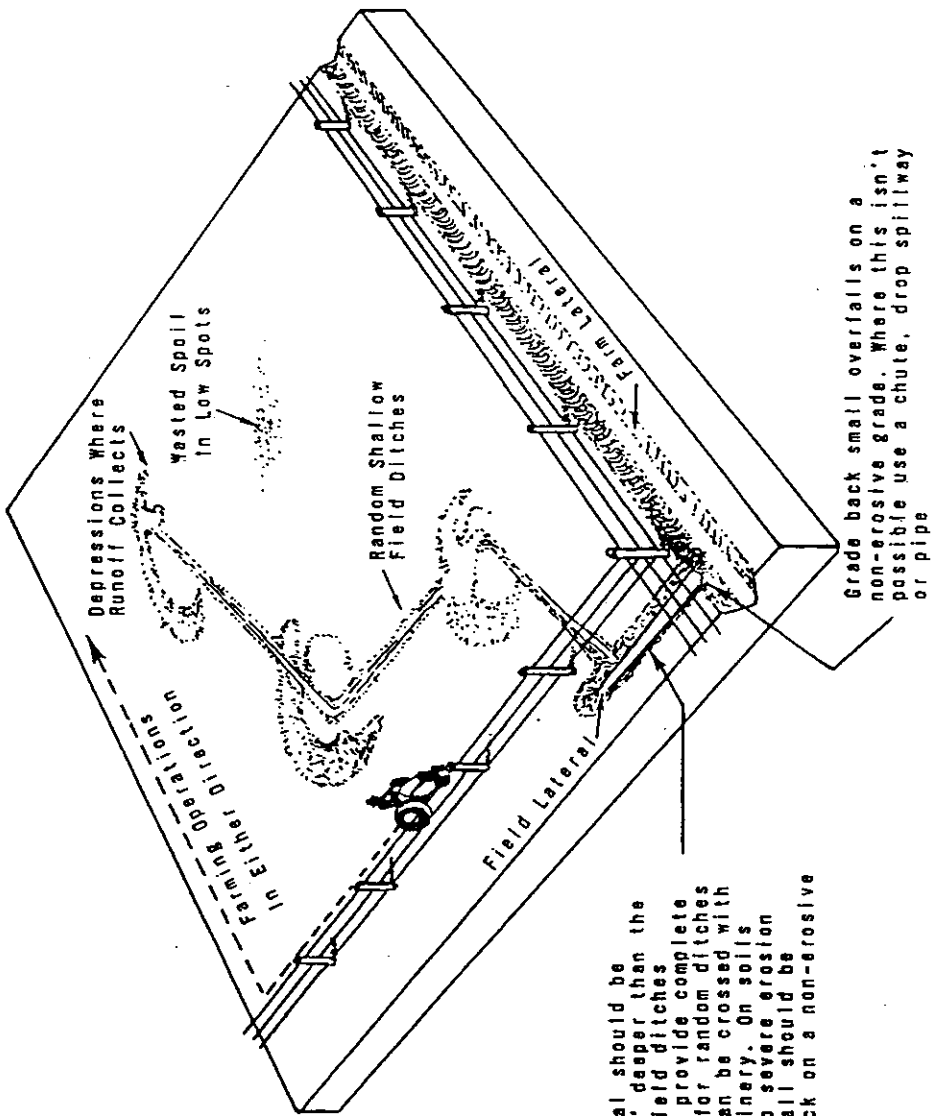 Depressions Where
Runoff Collects
Wasted Spoil
In Low Spots
Farming Operations
In Either Direction
Random Shallow
Field Ditches
Farm Lateral
Field Lateral
al should be
' deeper than the
ield ditches
provide complete
for random ditches
an be crossed with
inery. On soils
o severe erosion
all should be
ck on a non-erosive
Grade back small overfalls on a
non-erosive grade. Where this isn't
possible use a chute, drop spillway
or pipe